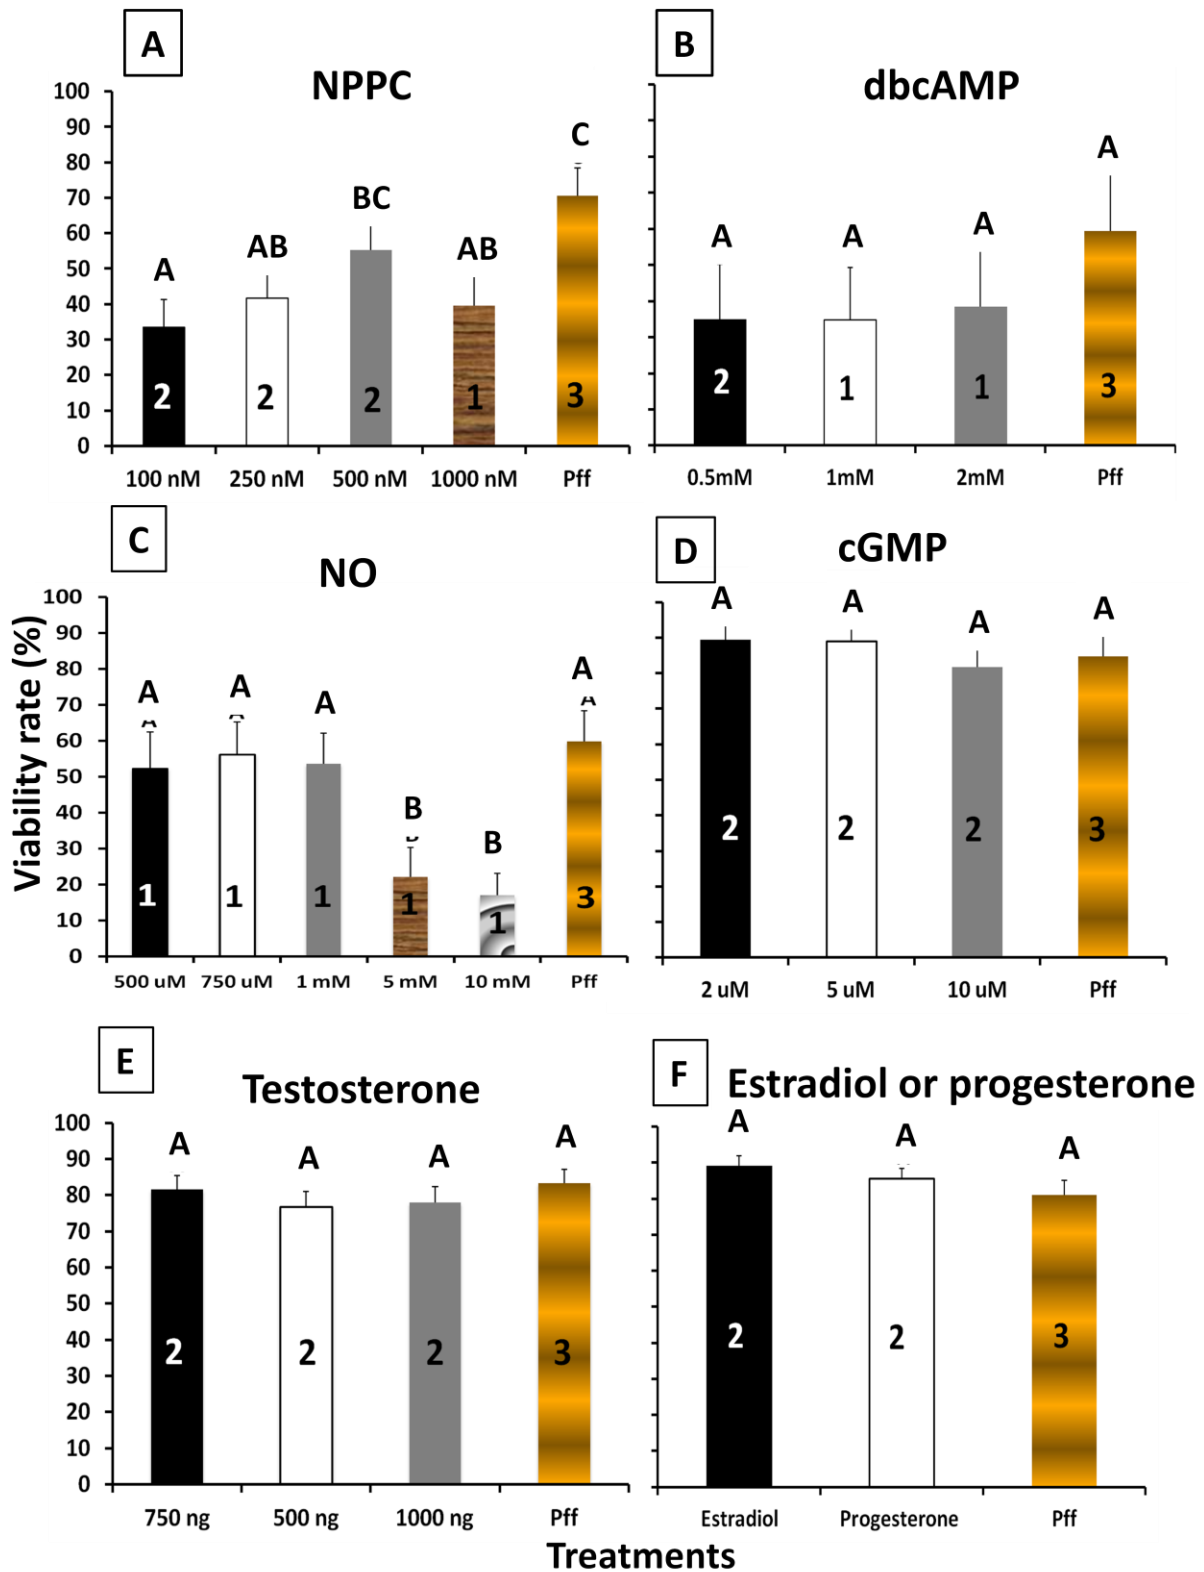 A
B
NPPC
dbcAMP
100
90
80
70
60
50
40
30
20
10
0
A
AB
BC
AB
C
2
2
2
1
3
100 nM
250 nM
500 nM
1000 nM
Pff
A
A
A
A
2
1
1
3
0.5mM
1mM
2mM
Pff
C
D
NO
cGMP
Viability rate (%)
100
90
80
70
60
50
40
30
20
10
0
A
A
A
B
B
A
1
1
1
1
1
3
500 uM
750 uM
1 mM
5 mM
10 mM
Pff
A
A
A
A
2
2
2
3
2 uM
5 uM
10 uM
Pff
E
F
Testosterone
Estradiol or progesterone
100
90
80
70
60
50
40
30
20
10
0
A
A
A
A
2
2
2
3
750 ng
500 ng
1000 ng
Pff
A
A
A
2
2
3
Estradiol
Progesterone
Pff
Treatments